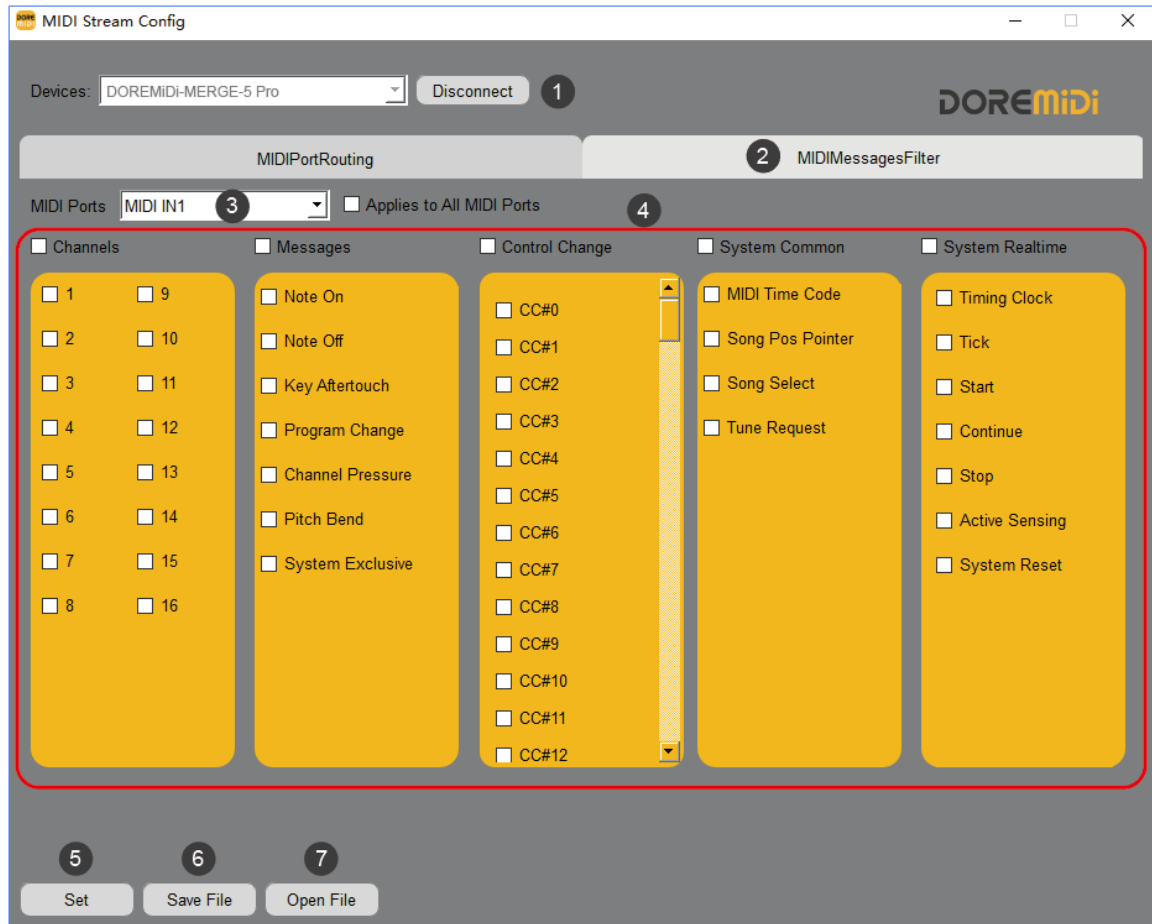 DORE MiDi MIDI Stream Config
Devices: DOREMiDi-MERGE-5 Pro Disconnect 1
DOREMiDi
MIDIPortRouting 2 MIDIMessagesFilter
MIDI Ports MIDI IN1 3 Applies to All MIDI Ports 4
Channels Messages Control Change System Common System Realtime
1 9
2 10
3 11
4 12
5 13
6 14
7 15
8 16
Note On
Note Off
Key Aftertouch
Program Change
Channel Pressure
Pitch Bend
System Exclusive
CC#0
CC#1
CC#2
CC#3
CC#4
CC#5
CC#6
CC#7
CC#8
CC#9
CC#10
CC#11
CC#12
MIDI Time Code
Song Pos Pointer
Song Select
Tune Request
Timing Clock
Tick
Start
Continue
Stop
Active Sensing
System Reset
5 6 7
Set Save File Open File